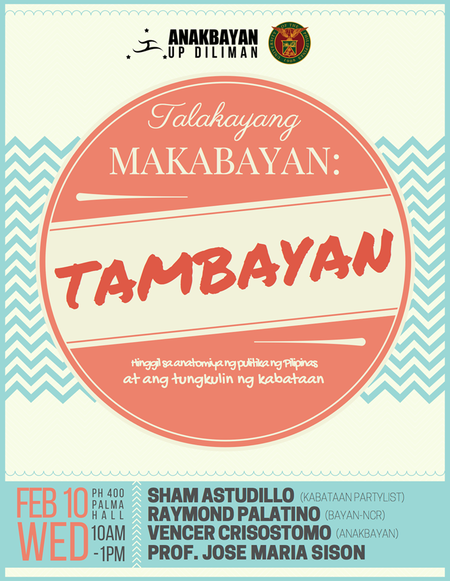 ANAKBAYAN
UP DILIMAN
Talakayang
MAKABAYAN:
TAMBAYAN
Hinggil sa anatomiya ng pulitika ng Pilipinas
at ang tungkulin ng kabataan
FEB 10
WED
PH 400
PALMA
HALL
10AM
-1PM
SHAM ASTUDILLO (KABATAAN PARTYLIST)
RAYMOND PALATINO (BAYAN-NCR)
VENCER CRISOSTOMO (ANAKBAYAN)
PROF. JOSE MARIA SISON